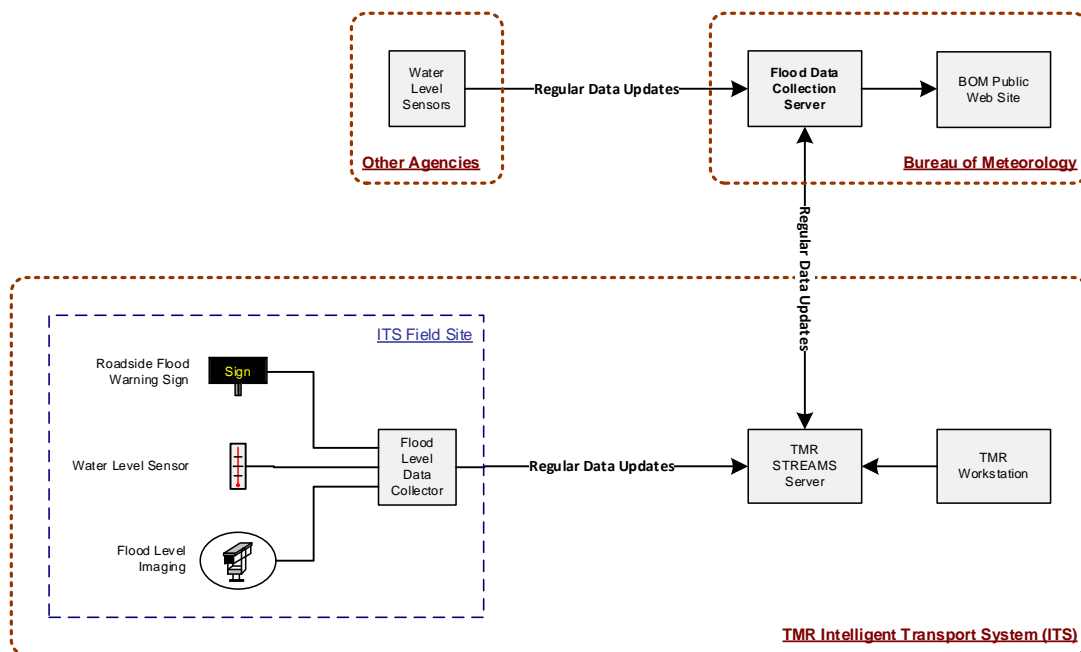 Water
Level
Sensors
Regular Data Updates
Flood Data
Collection
Server
BOM Public
Web Site
Other Agencies
Bureau of Meteorology
Regular Data Updates
ITS Field Site
Roadside Flood
Warning Sign
Sign
Water Level Sensor
Flood
Level
Data
Collector
Regular Data Updates
TMR
STREAMS
Server
TMR
Workstation
Flood Level
Imaging
TMR Intelligent Transport System (ITS)